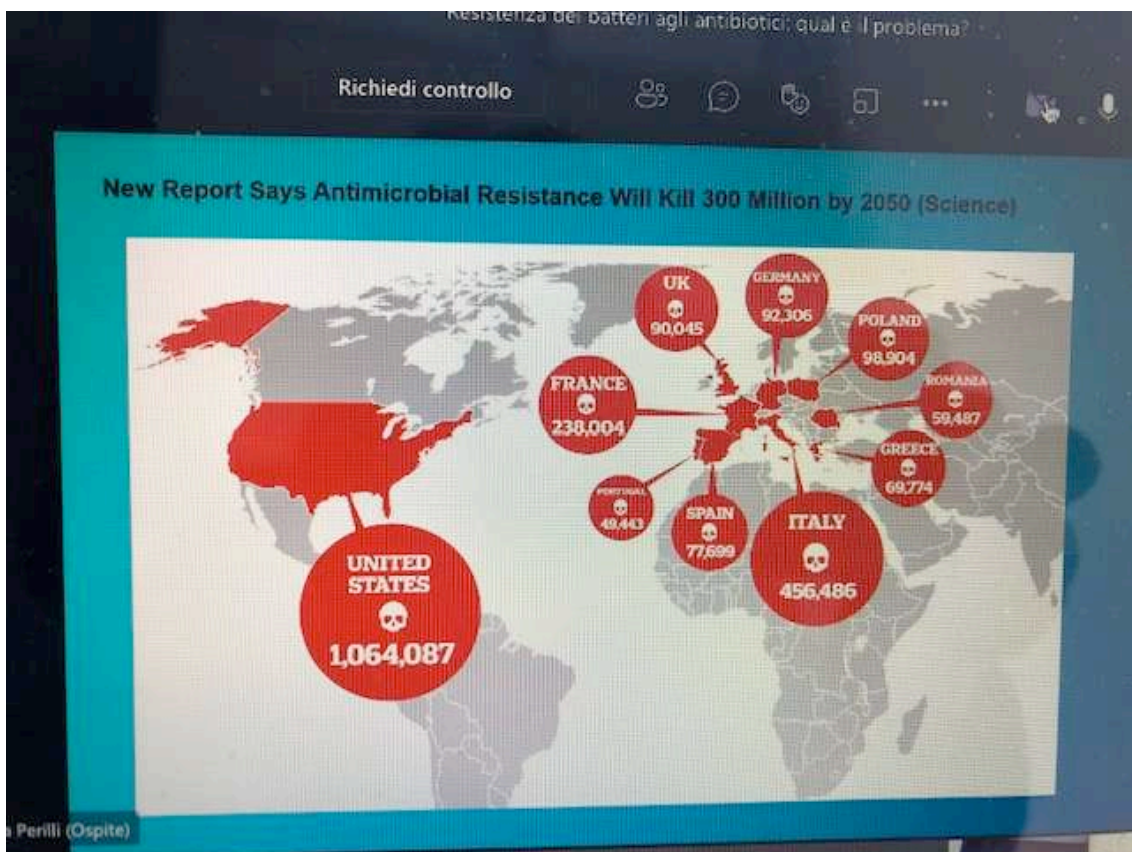 Resistenza dei batteri agli antibiotici: qual è il problema?
Richiedi controllo
New Report Says Antimicrobial Resistance Will Kill 300 Million by 2050 (Science)
UK
90,045
GERMANY
92,306
POLAND
98,904
FRANCE
238,004
ROMANIA
59,487
GREECE
69,774
PORTUGAL
49,443
SPAIN
77,699
ITALY
456,486
UNITED
STATES
1,064,087
a Perilli (Ospite)